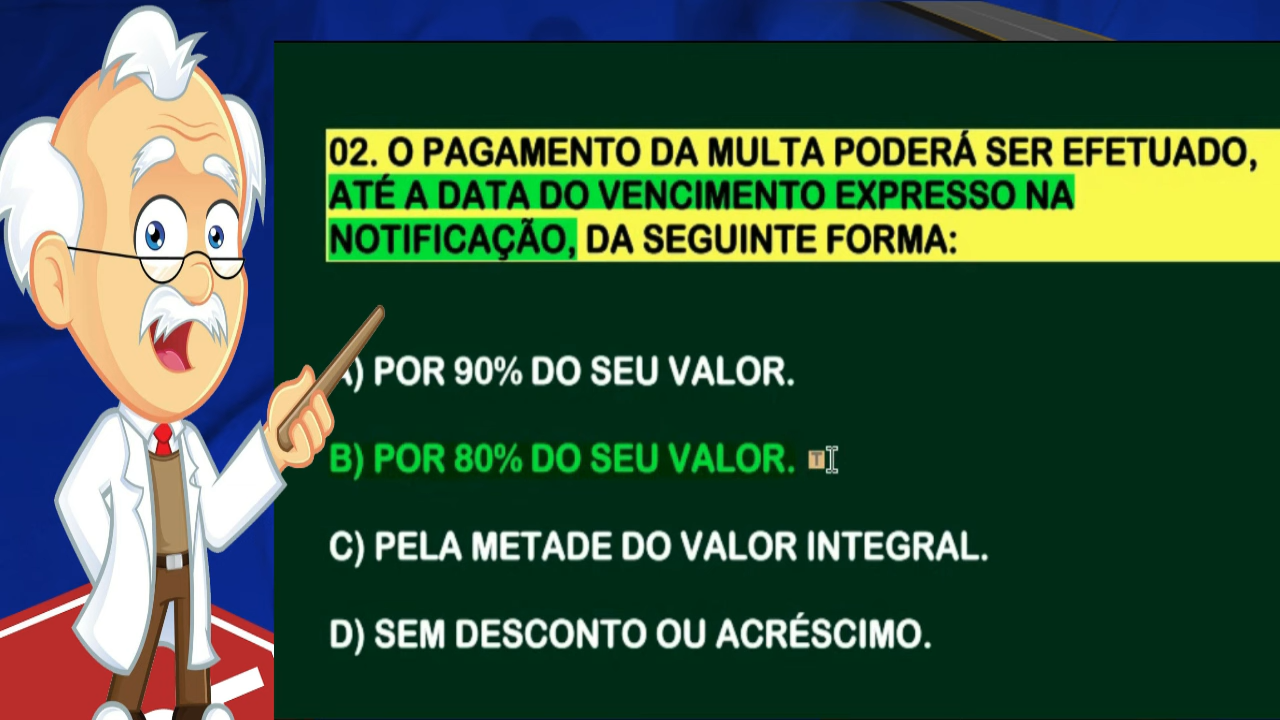 02. O PAGAMENTO DA MULTA PODERÁ SER EFETUADO,
ATÉ A DATA DO VENCIMENTO EXPRESSO NA
NOTIFICAÇÃO, DA SEGUINTE FORMA:
A) POR 90% DO SEU VALOR.
B) POR 80% DO SEU VALOR.
C) PELA METADE DO VALOR INTEGRAL.
D) SEM DESCONTO OU ACRÉSCIMO.